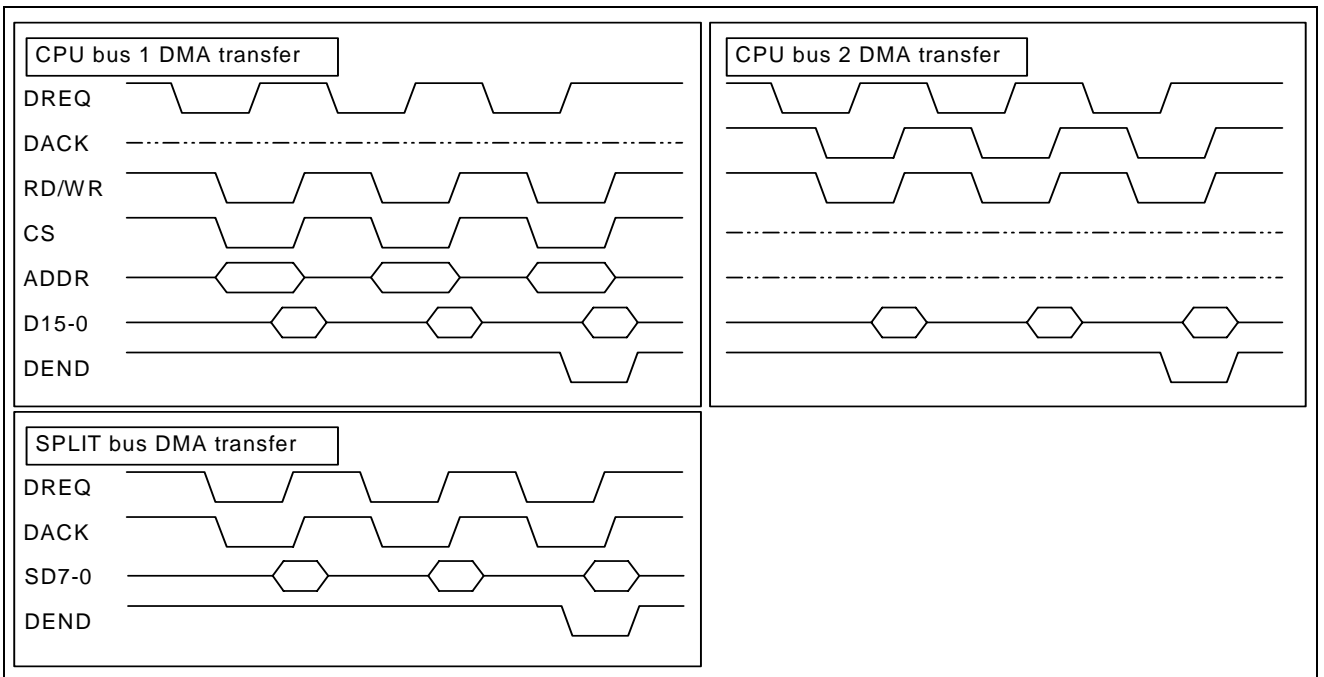 CPU bus 1 DMA transfer
DREQ
DACK
RD/WR
CS
ADDR
D15-0
DEND
CPU bus 2 DMA transfer
SPLIT bus DMA transfer
DREQ
DACK
SD7-0
DEND